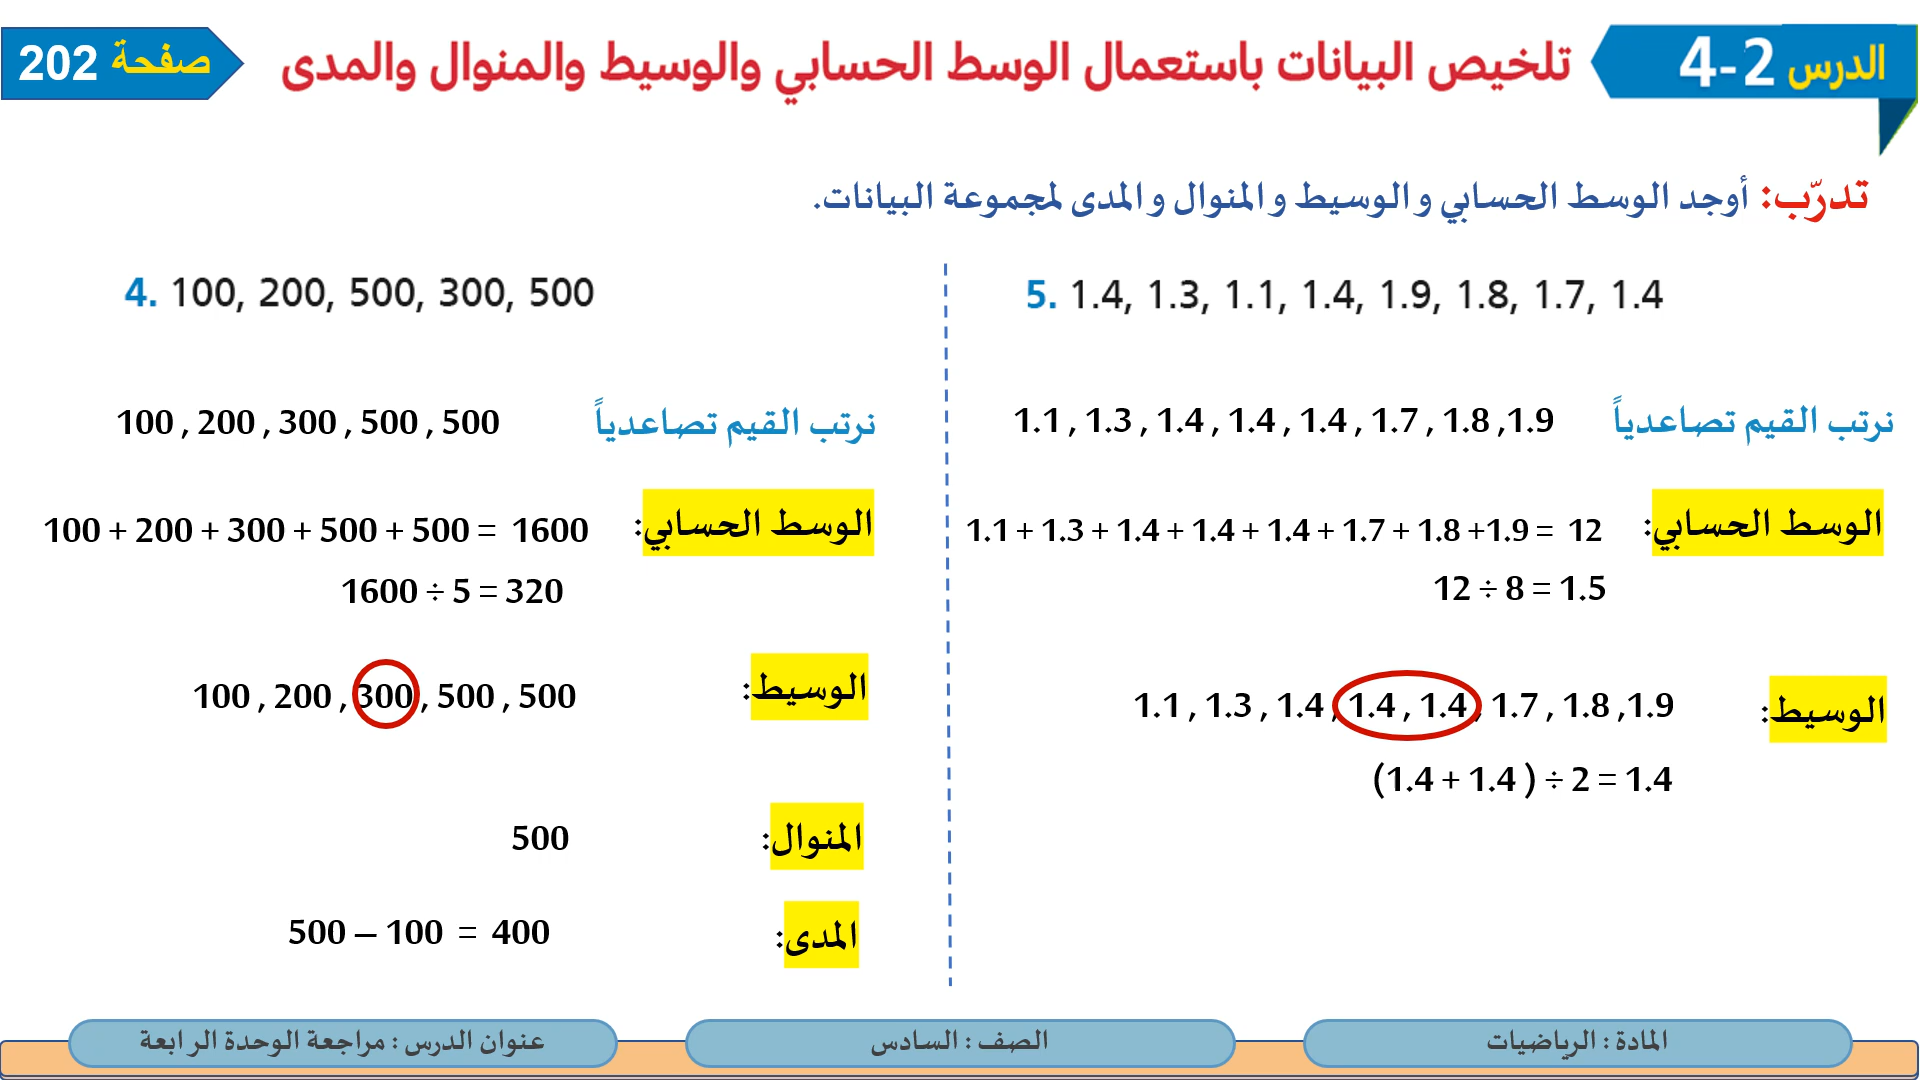 الدرس 4-2
تلخيص البيانات باستعمال الوسط الحسابي والوسيط والمنوال والمدى
صفحة 202
تدرّب: أوجد الوسط الحسابي والوسيط والمنوال والمدى لمجموعة البيانات.
5. 1.4, 1.3, 1.1, 1.4, 1.9, 1.8, 1.7, 1.4
نرتب القيم تصاعدياً
1.1 , 1.3 , 1.4 , 1.4 , 1.4 , 1.7 , 1.8 ,1.9
الوسط الحسابي:
1.1 + 1.3 + 1.4 + 1.4 + 1.4 + 1.7 + 1.8 +1.9 = 12
12 ÷ 8 = 1.5
الوسيط:
1.1 , 1.3 , 1.4 , 1.4 , 1.4 , 1.7 , 1.8 ,1.9
(1.4 + 1.4 ) ÷ 2 = 1.4
4. 100, 200, 500, 300, 500
نرتب القيم تصاعدياً
100 , 200 , 300 , 500 , 500
الوسط الحسابي:
100 + 200 + 300 + 500 + 500 = 1600
1600 ÷ 5 = 320
الوسيط:
100 , 200 , 300 , 500 , 500
المنوال:
500
المدى:
500 – 100 = 400
المادة : الرياضيات
الصف : السادس
عنوان الدرس : مراجعة الوحدة الرابعة